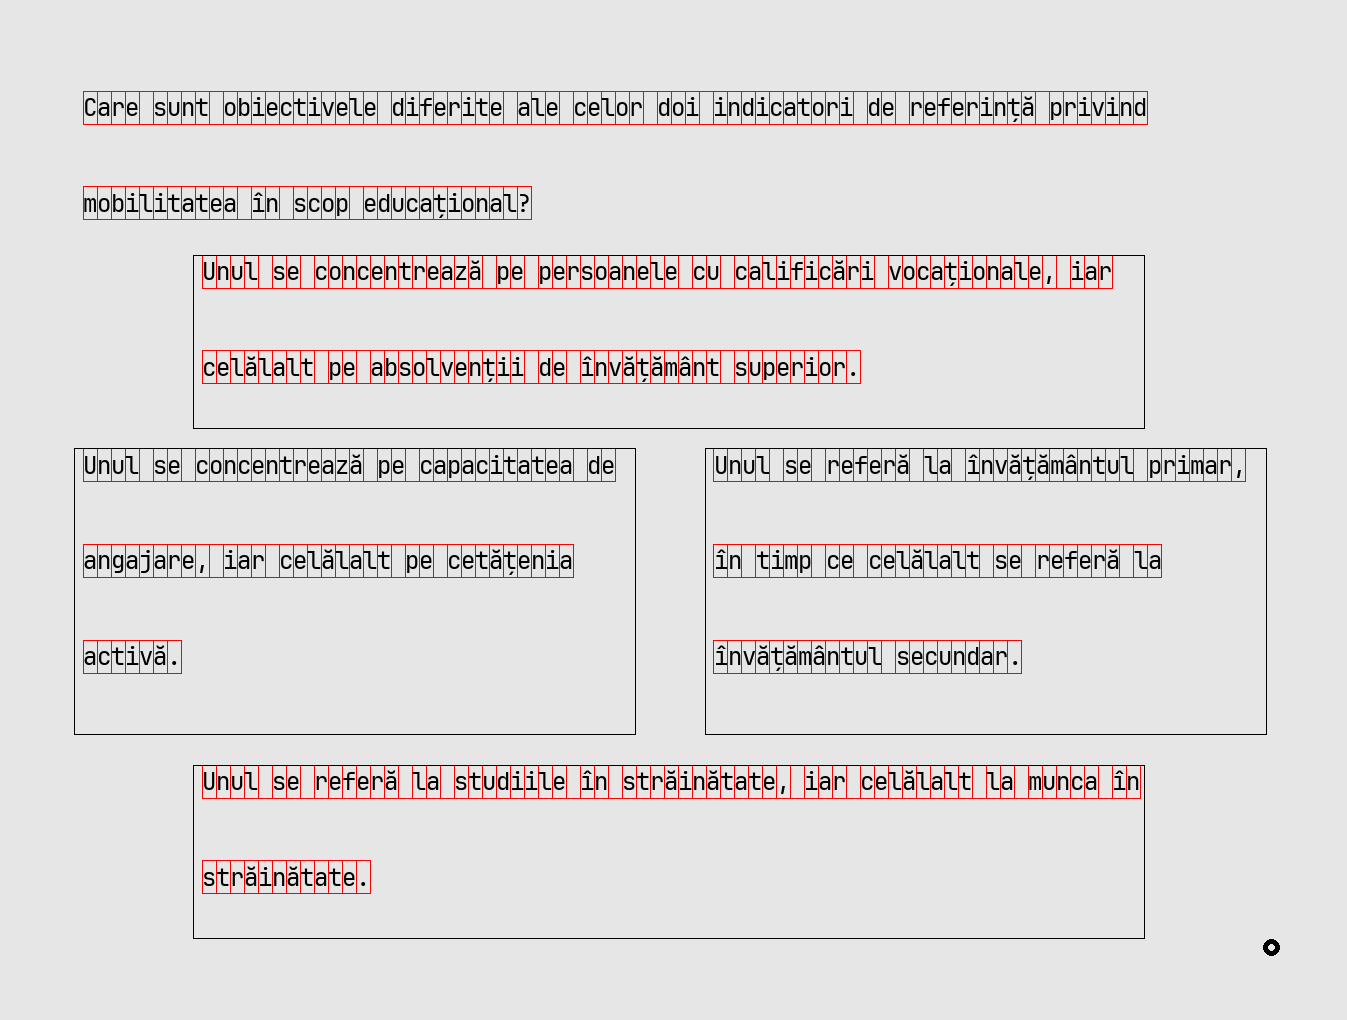 Care sunt obiectivele diferite ale celor doi indicatori de referință privind
mobilitatea în scop educațional?
Unul se concentrează pe persoanele cu calificări vocaționale, iar
celălalt pe absolvenții de învățământ superior.
Unul se concentrează pe capacitatea de
angajare, iar celălalt pe cetățenia
activă.
Unul se referă la învățământul primar,
în timp ce celălalt se referă la
învățământul secundar.
Unul se referă la studiile în străinătate, iar celălalt la munca în
străinătate.